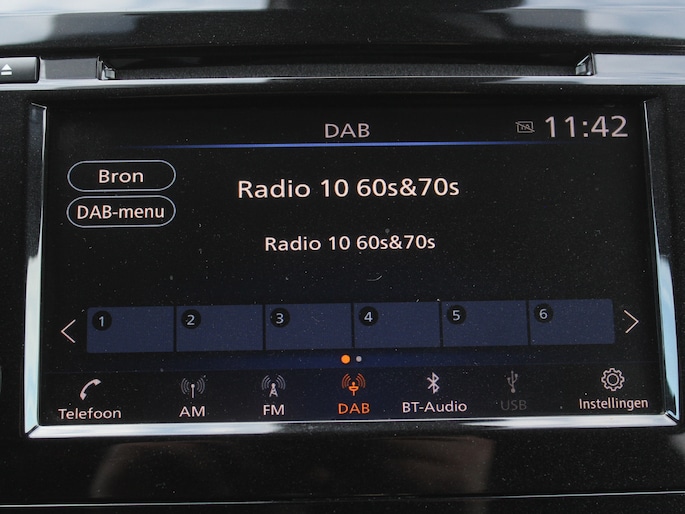 DAB
11:42
Bron
Radio 10 60s&70s
DAB-menu
Radio 10 60s&70s
1 2 3 4 5 6
Telefoon AM FM DAB BT-Audio USB Instellingen